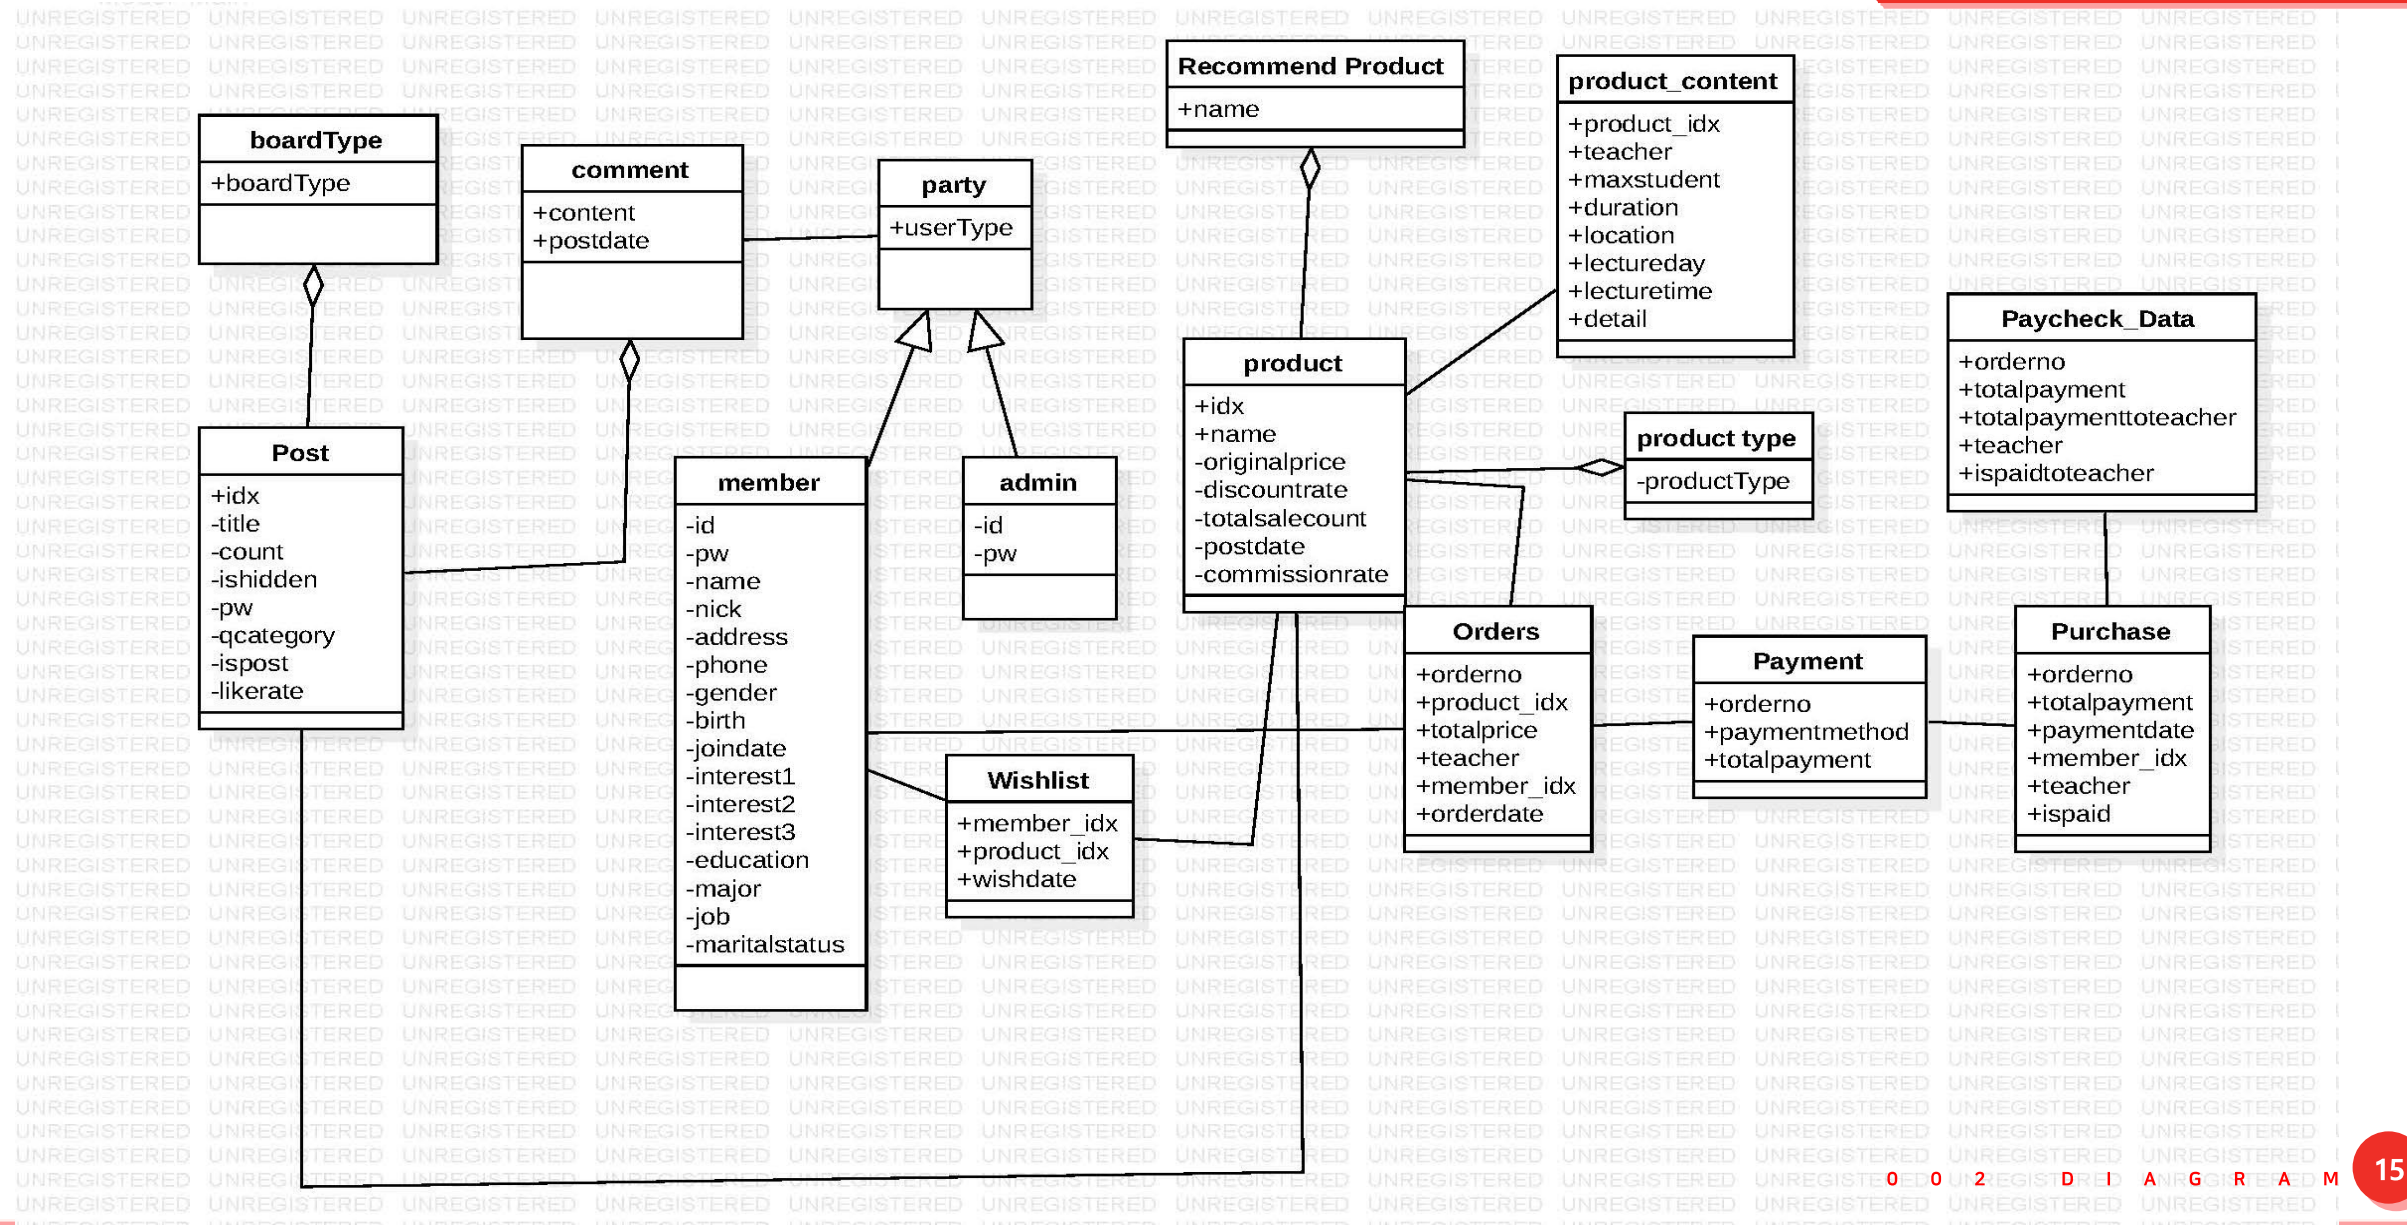 boardType
+boardType
comment
+content
+postdate
party
+userType
Recommend Product
+name
product_content
+product_idx
+teacher
+maxstudent
+duration
+location
+lectureday
+lecturetime
+detail
Paycheck_Data
+orderno
+totalpayment
+totalpaymenttoteacher
+teacher
+ispaidtoteacher
product
+idx
+name
-originalprice
-discountrate
-totalsalecount
-postdate
-commissionrate
product type
-productType
Post
+idx
-title
-count
-ishidden
-pw
-qcategory
-ispost
-likerate
member
-id
-pw
-name
-nick
-address
-phone
-gender
-birth
-joindate
-interest1
-interest2
-interest3
-education
-major
-job
-maritalstatus
admin
-id
-pw
Wishlist
+member_idx
+product_idx
+wishdate
Orders
+orderno
+product_idx
+totalprice
+teacher
+member_idx
+orderdate
Payment
+orderno
+paymentmethod
+totalpayment
Purchase
+orderno
+totalpayment
+paymentdate
+member_idx
+teacher
+ispaid
002 DIAGRAM
15